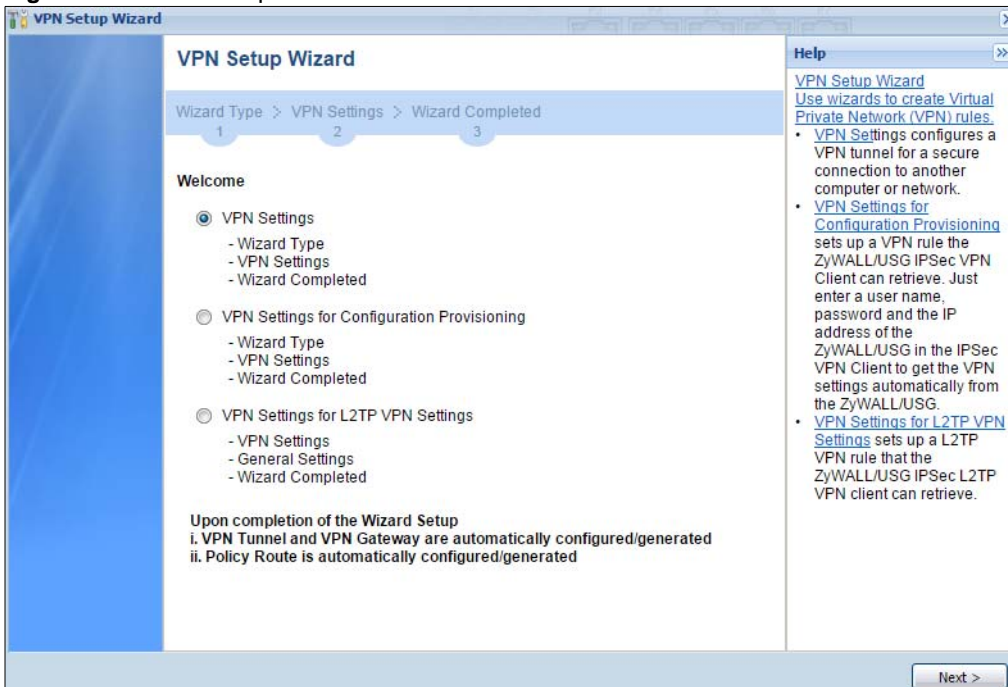 VPN Setup Wizard
VPN Setup Wizard
Wizard Type > VPN Settings > Wizard Completed
1 2 3
Welcome
VPN Settings
- Wizard Type
- VPN Settings
- Wizard Completed
VPN Settings for Configuration Provisioning
- Wizard Type
- VPN Settings
- Wizard Completed
VPN Settings for L2TP VPN Settings
- VPN Settings
- General Settings
- Wizard Completed
Upon completion of the Wizard Setup
i. VPN Tunnel and VPN Gateway are automatically configured/generated
ii. Policy Route is automatically configured/generated
Help
VPN Setup Wizard
Use wizards to create Virtual
Private Network (VPN) rules.
• VPN Settings configures a
VPN tunnel for a secure
connection to another
computer or network.
• VPN Settings for
Configuration Provisioning
sets up a VPN rule the
ZyWALL/USG IPSec VPN
Client can retrieve. Just
enter a user name,
password and the IP
address of the
ZyWALL/USG in the IPSec
VPN Client to get the VPN
settings automatically from
the ZyWALL/USG.
• VPN Settings for L2TP VPN
Settings sets up a L2TP
VPN rule that the
ZyWALL/USG IPSec L2TP
VPN client can retrieve.
Next >